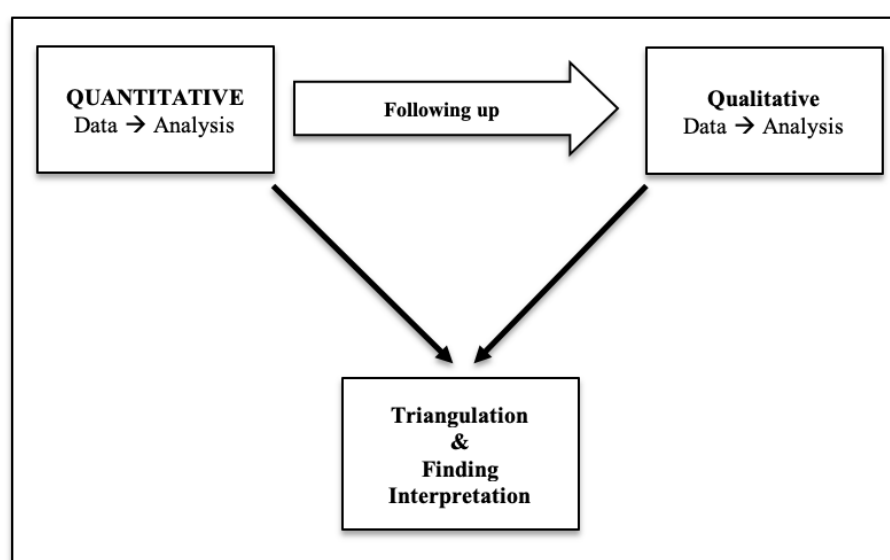 QUANTITATIVE
Data → Analysis
Following up
Qualitative
Data → Analysis
Triangulation
&
Finding
Interpretation